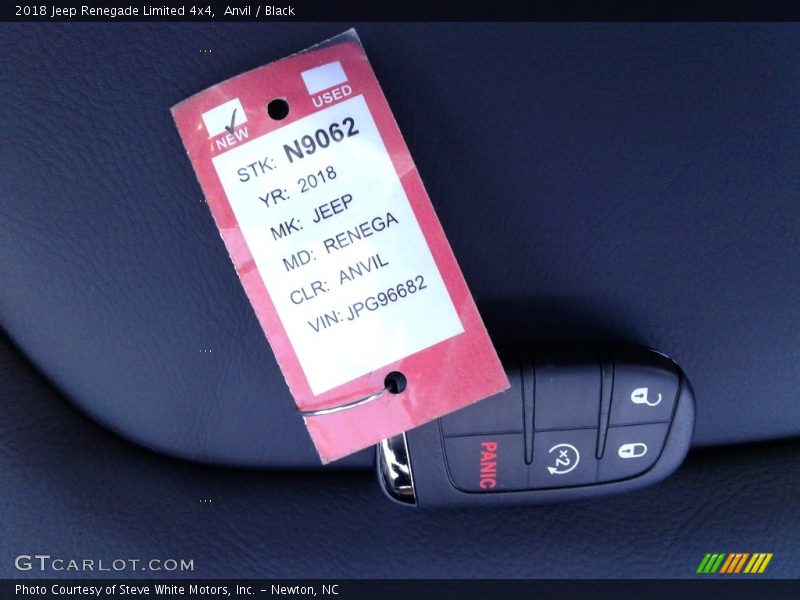 2018 Jeep Renegade Limited 4x4,  Anvil / Black
NEW
USED
STK: N9062
YR: 2018
MK: JEEP
MD: RENEGA
CLR: ANVIL
VIN: JPG96682
PANIC
x2
GTCARLOT.COM
Photo Courtesy of Steve White Motors, Inc. – Newton, NC